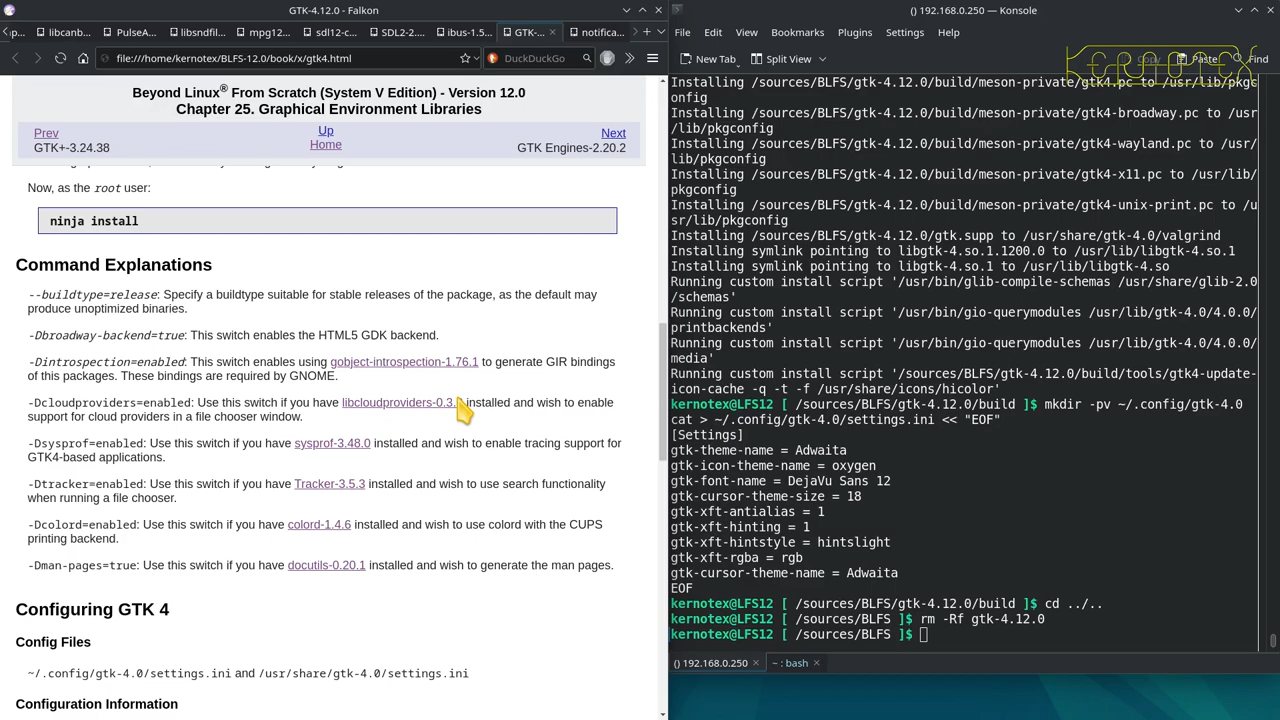 GTK-4.12.0 — Falkon
p...
libcanb...
PulseA...
libsndfil...
mpg12...
sdl12-c...
SDL2-2....
ibus-1.5...
GTK-...
notifica...
file:///home/kernotex/BLFS-12.0/book/x/gtk4.html
DuckDuckGo
Beyond Linux® From Scratch (System V Edition) - Version 12.0
Chapter 25. Graphical Environment Libraries
Prev
Up
Next
GTK+-3.24.38
Home
GTK Engines-2.20.2
Now, as the root user:
ninja install
Command Explanations
--buildtype=release: Specify a buildtype suitable for stable releases of the package, as the default may
produce unoptimized binaries.
-Dbroadway-backend=true: This switch enables the HTML5 GDK backend.
-Dintrospection=enabled: This switch enables using gobject-introspection-1.76.1 to generate GIR bindings
of this packages. These bindings are required by GNOME.
-Dcloudproviders=enabled: Use this switch if you have libcloudproviders-0.3. installed and wish to enable
support for cloud providers in a file chooser window.
-Dsysprof=enabled: Use this switch if you have sysprof-3.48.0 installed and wish to enable tracing support for
GTK4-based applications.
-Dtracker=enabled: Use this switch if you have Tracker-3.5.3 installed and wish to use search functionality
when running a file chooser.
-Dcolord=enabled: Use this switch if you have colord-1.4.6 installed and wish to use colord with the CUPS
printing backend.
-Dman-pages=true: Use this switch if you have docutils-0.20.1 installed and wish to generate the man pages.
Configuring GTK 4
Config Files
~/.config/gtk-4.0/settings.ini and /usr/share/gtk-4.0/settings.ini
Configuration Information
() 192.168.0.250 — Konsole
File Edit View Bookmarks Plugins Settings Help
KERNOTEX
New Tab
Split View
Copy
Paste
Find
Installing /sources/BLFS/gtk-4.12.0/build/meson-private/gtk4.pc to /usr/lib/pkgc
onfig
Installing /sources/BLFS/gtk-4.12.0/build/meson-private/gtk4-broadway.pc to /usr
/lib/pkgconfig
Installing /sources/BLFS/gtk-4.12.0/build/meson-private/gtk4-wayland.pc to /usr/
lib/pkgconfig
Installing /sources/BLFS/gtk-4.12.0/build/meson-private/gtk4-x11.pc to /usr/lib/
pkgconfig
Installing /sources/BLFS/gtk-4.12.0/build/meson-private/gtk4-unix-print.pc to /u
sr/lib/pkgconfig
Installing /sources/BLFS/gtk-4.12.0/gtk.supp to /usr/share/gtk-4.0/valgrind
Installing symlink pointing to libgtk-4.so.1.1200.0 to /usr/lib/libgtk-4.so.1
Installing symlink pointing to libgtk-4.so.1 to /usr/lib/libgtk-4.so
Running custom install script '/usr/bin/glib-compile-schemas /usr/share/glib-2.0
/schemas'
Running custom install script '/usr/bin/gio-querymodules /usr/lib/gtk-4.0/4.0.0/
printbackends'
Running custom install script '/usr/bin/gio-querymodules /usr/lib/gtk-4.0/4.0.0/
media'
Running custom install script '/sources/BLFS/gtk-4.12.0/build/tools/gtk4-update-
icon-cache -q -t -f /usr/share/icons/hicolor'
kernotex@LFS12 [ /sources/BLFS/gtk-4.12.0/build ]$ mkdir -pv ~/.config/gtk-4.0
cat > ~/.config/gtk-4.0/settings.ini << "EOF"
[Settings]
gtk-theme-name = Adwaita
gtk-icon-theme-name = oxygen
gtk-font-name = DejaVu Sans 12
gtk-cursor-theme-size = 18
gtk-xft-antialias = 1
gtk-xft-hinting = 1
gtk-xft-hintstyle = hintslight
gtk-xft-rgba = rgb
gtk-cursor-theme-name = Adwaita
EOF
kernotex@LFS12 [ /sources/BLFS/gtk-4.12.0/build ]$ cd ../..
kernotex@LFS12 [ /sources/BLFS ]$ rm -Rf gtk-4.12.0
kernotex@LFS12 [ /sources/BLFS ]$
() 192.168.0.250
~ : bash